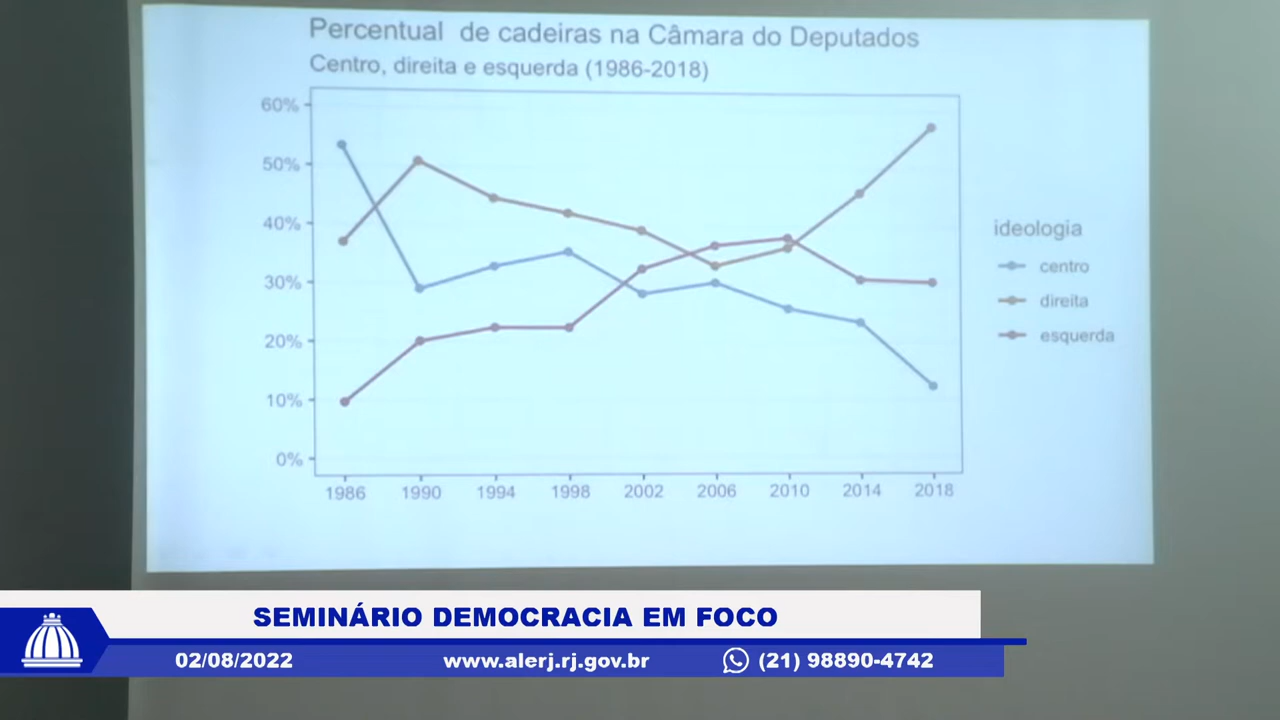 Percentual de cadeiras na Câmara do Deputados
Centro, direita e esquerda (1986-2018)
60%
50%
40%
30%
20%
10%
0%
1986 1990 1994 1998 2002 2006 2010 2014 2018
ideologia
centro
direita
esquerda
SEMINÁRIO DEMOCRACIA EM FOCO
02/08/2022 www.alerj.rj.gov.br (21) 98890-4742